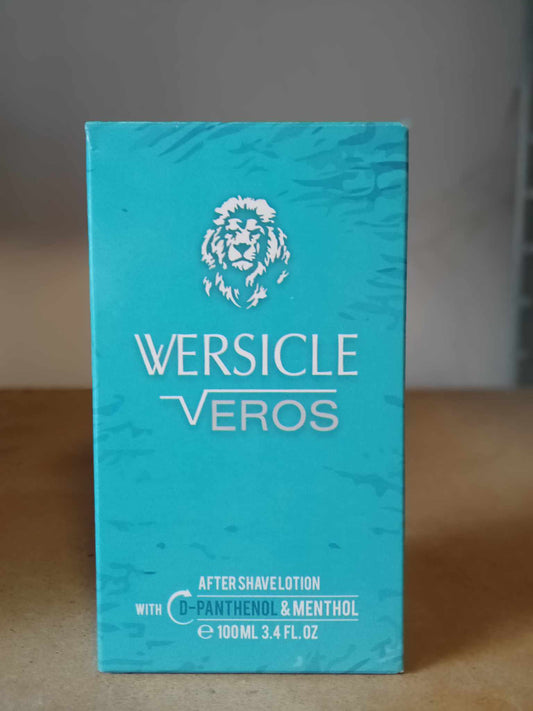 WERSICLE
VEROS
AFTER SHAVE LOTION
WITH D-PANTHENOL & MENTHOL
℮ 100ML 3.4 FL.OZ